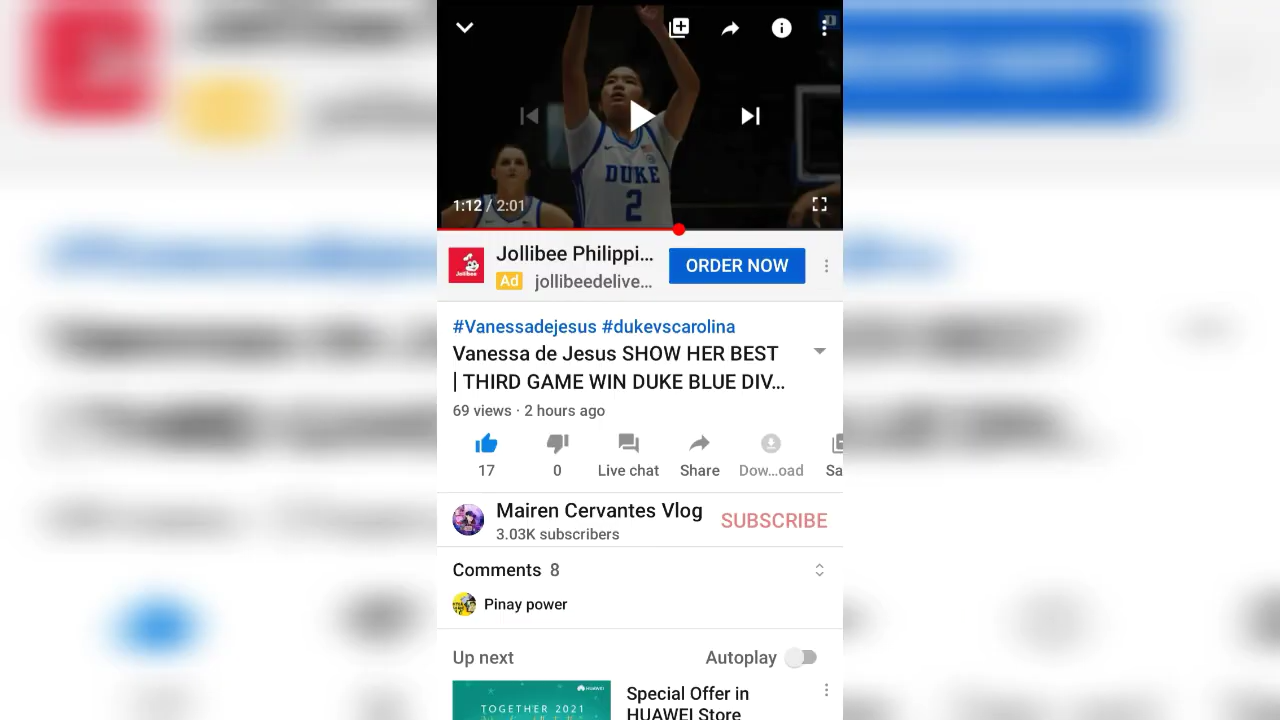 DUKE
2
1:12 / 2:01
Jollibee
Jollibee Philippi...
Ad jollibeedelive...
ORDER NOW
#Vanessadejesus #dukevscarolina
Vanessa de Jesus SHOW HER BEST
| THIRD GAME WIN DUKE BLUE DIV...
69 views · 2 hours ago
17
0
Live chat
Share
Dow...oad
Sa
Mairen Cervantes Vlog
3.03K subscribers
SUBSCRIBE
Comments 8
Pinay power
Up next
Autoplay
HUAWEI
TOGETHER 2021
Special Offer in
HUAWEI Store